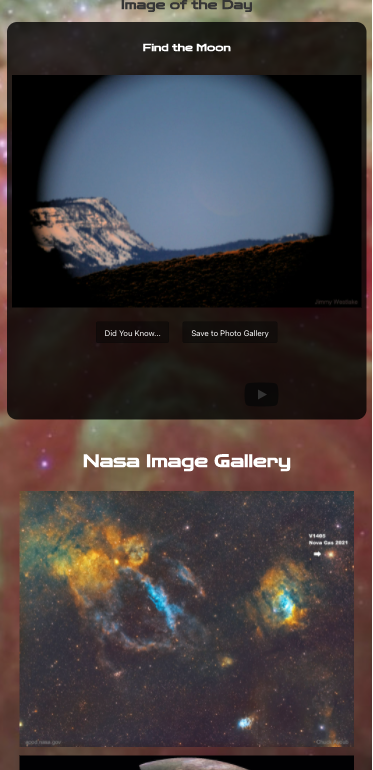 Image of the Day
Find the Moon
Jimmy Westlake
Did You Know...
Save to Photo Gallery
Nasa Image Gallery
V1405
Nova Cas 2021